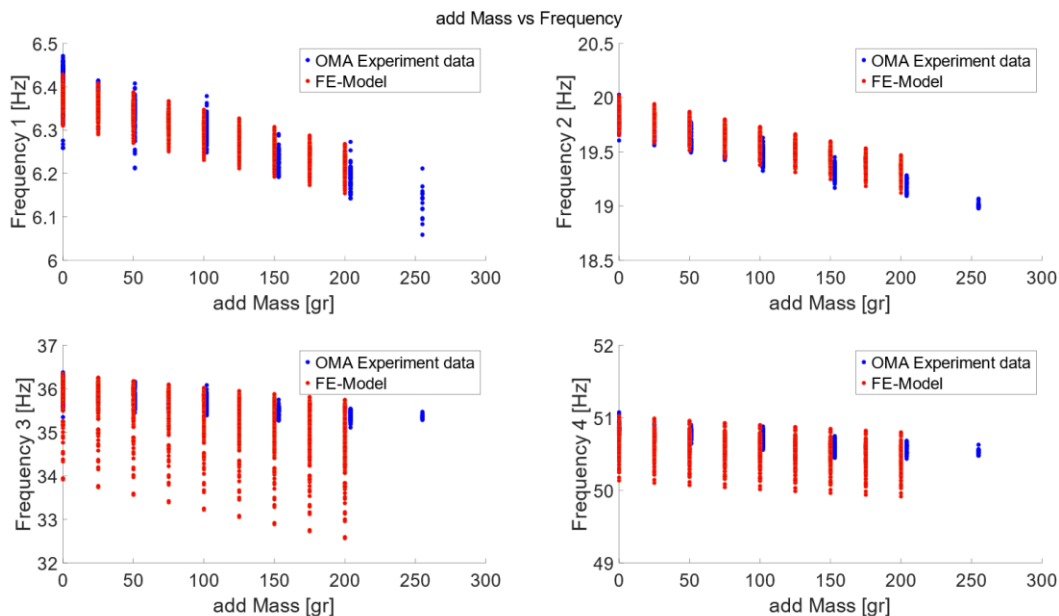 add Mass vs Frequency
6.5
6.4
6.3
6.2
6.1
6
Frequency 1 [Hz]
OMA Experiment data
FE-Model
0 50 100 150 200 250 300
add Mass [gr]
20.5
20
19.5
19
18.5
Frequency 2 [Hz]
OMA Experiment data
FE-Model
0 50 100 150 200 250 300
add Mass [gr]
37
36
35
34
33
32
Frequency 3 [Hz]
OMA Experiment data
FE-Model
0 50 100 150 200 250 300
add Mass [gr]
52
51
50
49
Frequency 4 [Hz]
OMA Experiment data
FE-Model
0 50 100 150 200 250 300
add Mass [gr]